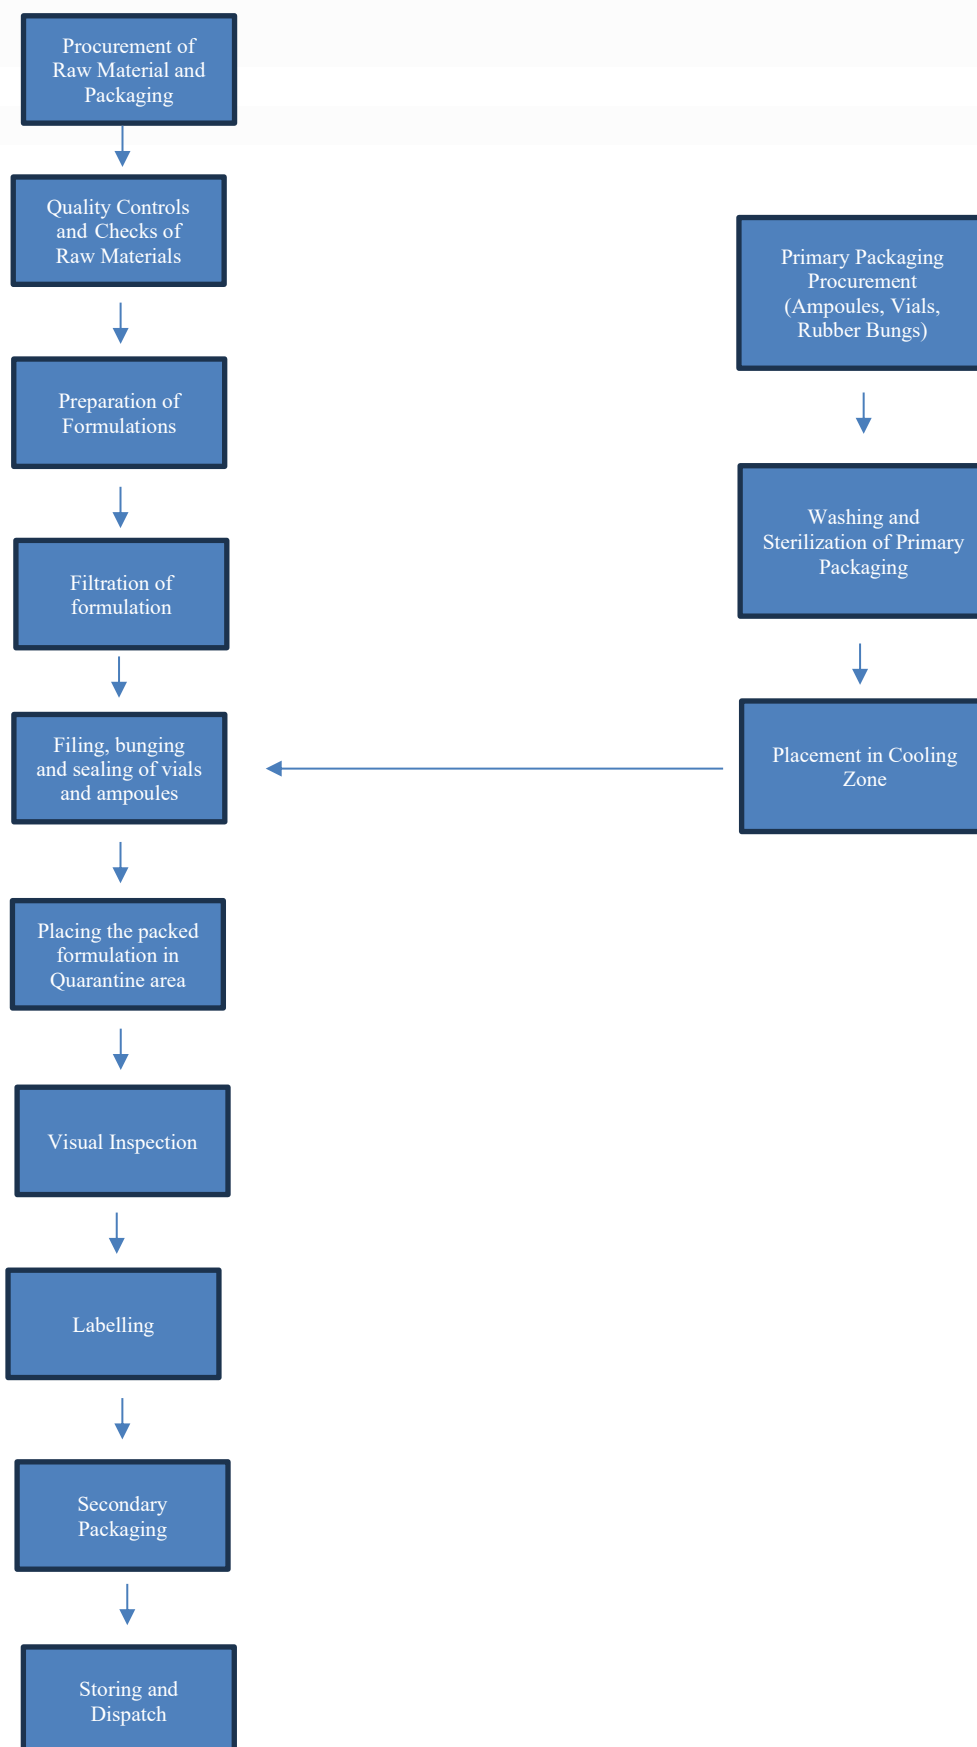 Procurement of
Raw Material and
Packaging
Quality Controls
and Checks of
Raw Materials
Preparation of
Formulations
Filtration of
formulation
Filing, bunging
and sealing of vials
and ampoules
Placing the packed
formulation in
Quarantine area
Visual Inspection
Labelling
Secondary
Packaging
Storing and
Dispatch
Primary Packaging
Procurement
(Ampoules, Vials,
Rubber Bungs)
Washing and
Sterilization of Primary
Packaging
Placement in Cooling
Zone